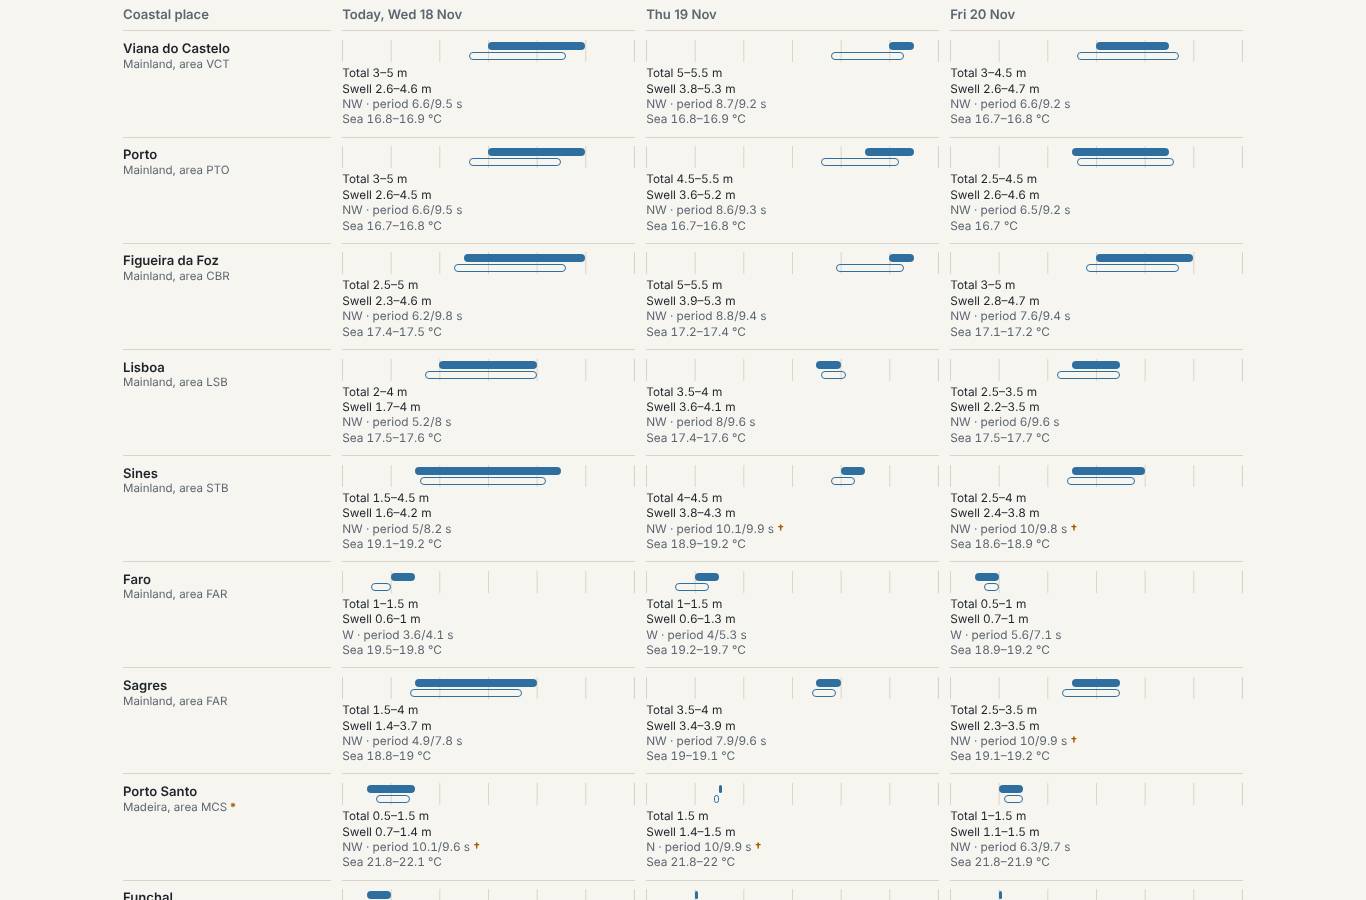 Coastal place
Today, Wed 18 Nov
Thu 19 Nov
Fri 20 Nov
Viana do Castelo
Mainland, area VCT
Total 3–5 m
Swell 2.6–4.6 m
NW · period 6.6/9.5 s
Sea 16.8–16.9 °C
Total 5–5.5 m
Swell 3.8–5.3 m
NW · period 8.7/9.2 s
Sea 16.8–16.9 °C
Total 3–4.5 m
Swell 2.6–4.7 m
NW · period 6.6/9.2 s
Sea 16.7–16.8 °C
Porto
Mainland, area PTO
Total 3–5 m
Swell 2.6–4.5 m
NW · period 6.6/9.5 s
Sea 16.7–16.8 °C
Total 4.5–5.5 m
Swell 3.6–5.2 m
NW · period 8.6/9.3 s
Sea 16.7–16.8 °C
Total 2.5–4.5 m
Swell 2.6–4.6 m
NW · period 6.5/9.2 s
Sea 16.7 °C
Figueira da Foz
Mainland, area CBR
Total 2.5–5 m
Swell 2.3–4.6 m
NW · period 6.2/9.8 s
Sea 17.4–17.5 °C
Total 5–5.5 m
Swell 3.9–5.3 m
NW · period 8.8/9.4 s
Sea 17.2–17.4 °C
Total 3–5 m
Swell 2.8–4.7 m
NW · period 7.6/9.4 s
Sea 17.1–17.2 °C
Lisboa
Mainland, area LSB
Total 2–4 m
Swell 1.7–4 m
NW · period 5.2/8 s
Sea 17.5–17.6 °C
Total 3.5–4 m
Swell 3.6–4.1 m
NW · period 8/9.6 s
Sea 17.4–17.6 °C
Total 2.5–3.5 m
Swell 2.2–3.5 m
NW · period 6/9.6 s
Sea 17.5–17.7 °C
Sines
Mainland, area STB
Total 1.5–4.5 m
Swell 1.6–4.2 m
NW · period 5/8.2 s
Sea 19.1–19.2 °C
Total 4–4.5 m
Swell 3.8–4.3 m
NW · period 10.1/9.9 s †
Sea 18.9–19.2 °C
Total 2.5–4 m
Swell 2.4–3.8 m
NW · period 10/9.8 s †
Sea 18.6–18.9 °C
Faro
Mainland, area FAR
Total 1–1.5 m
Swell 0.6–1 m
W · period 3.6/4.1 s
Sea 19.5–19.8 °C
Total 1–1.5 m
Swell 0.6–1.3 m
W · period 4/5.3 s
Sea 19.2–19.7 °C
Total 0.5–1 m
Swell 0.7–1 m
W · period 5.6/7.1 s
Sea 18.9–19.2 °C
Sagres
Mainland, area FAR
Total 1.5–4 m
Swell 1.4–3.7 m
NW · period 4.9/7.8 s
Sea 18.8–19 °C
Total 3.5–4 m
Swell 3.4–3.9 m
NW · period 7.9/9.6 s
Sea 19–19.1 °C
Total 2.5–3.5 m
Swell 2.3–3.5 m
NW · period 10/9.9 s †
Sea 19.1–19.2 °C
Porto Santo
Madeira, area MCS *
Total 0.5–1.5 m
Swell 0.7–1.4 m
NW · period 10.1/9.6 s †
Sea 21.8–22.1 °C
Total 1.5 m
Swell 1.4–1.5 m
N · period 10/9.9 s †
Sea 21.8–22 °C
Total 1–1.5 m
Swell 1.1–1.5 m
NW · period 6.3/9.7 s
Sea 21.8–21.9 °C
Funchal